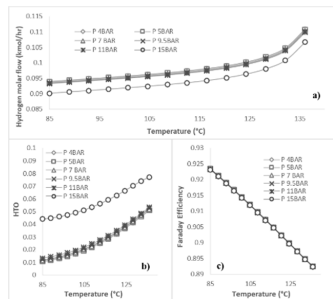 0.115
0.11
0.105
0.1
0.095
0.09
0.085
Hydrogen molar flow (kmol/hr)
P 4BAR P 5BAR
P 7 BAR P 9.5BAR
P 11BAR P 15BAR
85 95 105 115 125 135
Temperature (°C)
a)
0.1
0.09
0.08
0.07
0.06
0.05
0.04
0.03
0.02
0.01
0
HTO
P 4BAR
P 5BAR
P 7 BAR
P 9.5BAR
P 11BAR
P 15BAR
85 105 125
Temperature (°C)
b)
0.93
0.925
0.92
0.915
0.91
0.905
0.9
0.895
0.89
Faraday Efficiency
P 4BAR
P 5BAR
P 7 BAR
P 9.5BAR
P 11BAR
P 15BAR
85 105 125
Temperature (°C)
c)